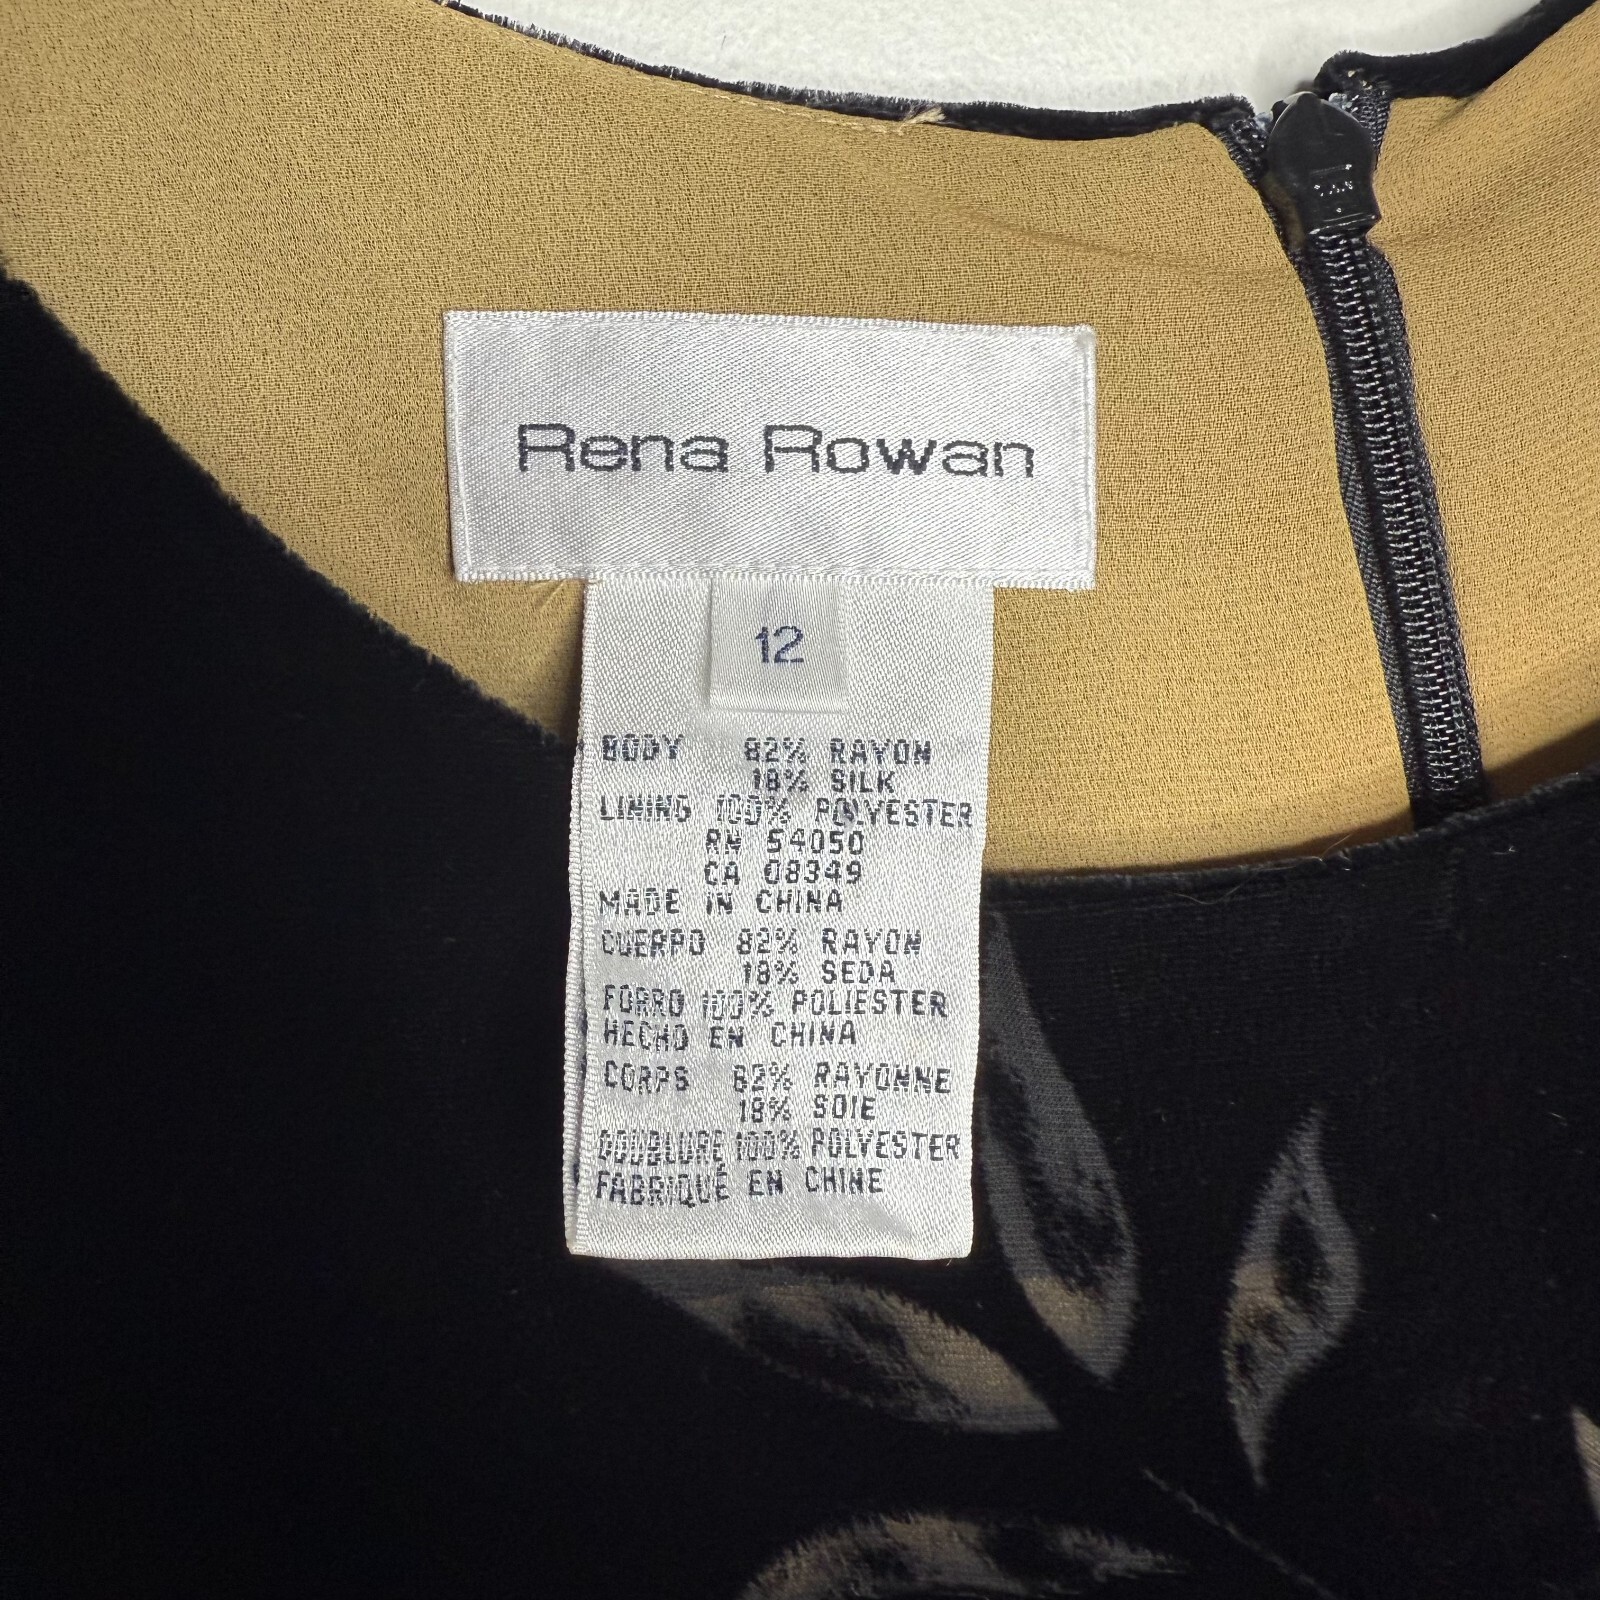 Rena Rowan
12
BODY 82% RAYON
18% SILK
LINING 100% POLYESTER
RN 54050
CA 08349
MADE IN CHINA
CUERPO 82% RAYON
18% SEDA
FORRO 100% POLIESTER
HECHO EN CHINA
CORPS 82% RAYONNE
18% SOIE
DOUBLURE 100% POLYESTER
FABRIQUÉ EN CHINE